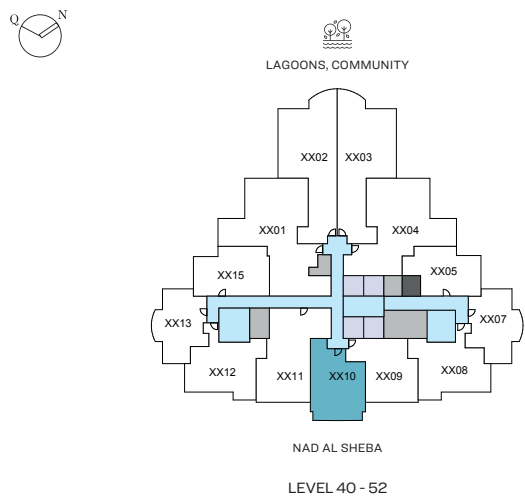 Q N
LAGOONS, COMMUNITY
XX02 XX03
XX01 XX04
XX15 XX05
XX13 XX07
XX12 XX11 XX10 XX09 XX08
NAD AL SHEBA
LEVEL 40 - 52